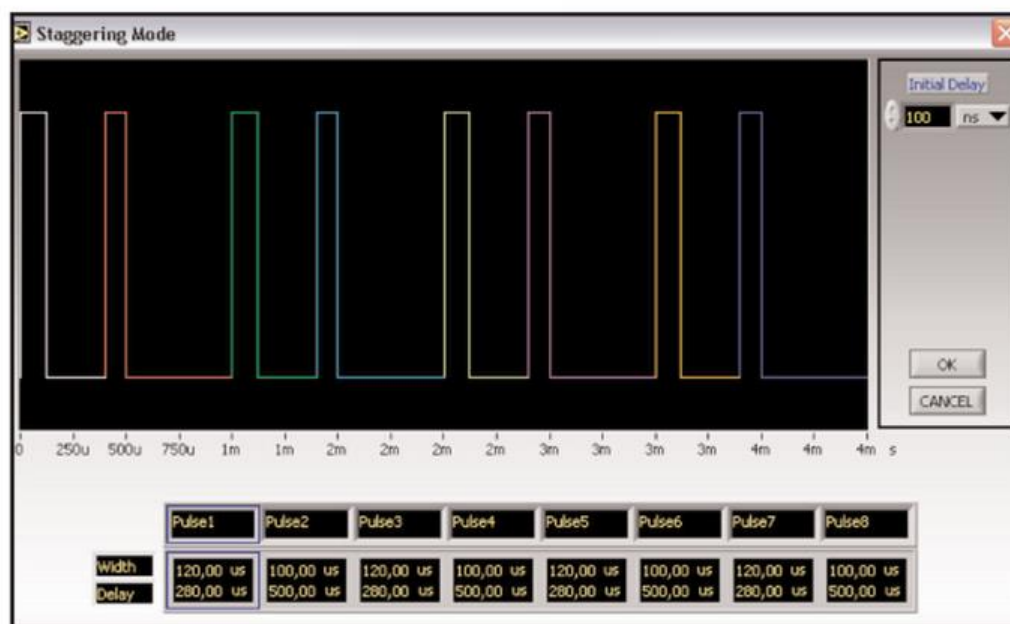 Staggering Mode
Initial Delay
100 ns
OK
CANCEL
0 250u 500u 750u 1m 1m 2m 2m 2m 2m 3m 3m 3m 3m 4m 4m 4m s
Pulse1 Pulse2 Pulse3 Pulse4 Pulse5 Pulse6 Pulse7 Pulse8
Width 120,00 us 100,00 us 120,00 us 100,00 us 120,00 us 100,00 us 120,00 us 100,00 us
Delay 280,00 us 500,00 us 280,00 us 500,00 us 280,00 us 500,00 us 280,00 us 500,00 us